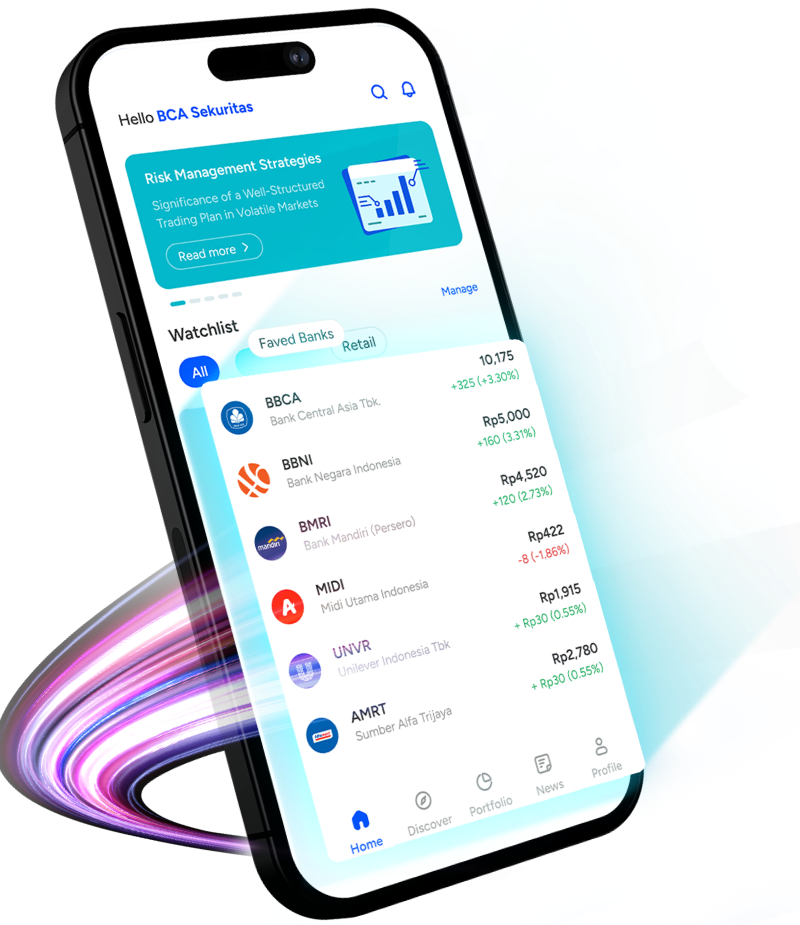 Hello BCA Sekuritas
Risk Management Strategies
Significance of a Well-Structured
Trading Plan in Volatile Markets
Read more
Watchlist
Manage
All
Faved Banks
Retail
BBCA
Bank Central Asia Tbk.
10,175
+325 (+3.30%)
BBNI
Bank Negara Indonesia
Rp5,000
+160 (3.31%)
mandiri
BMRI
Bank Mandiri (Persero)
Rp4,520
+120 (2.73%)
MIDI
Midi Utama Indonesia
Rp422
-8 (-1.86%)
UNVR
Unilever Indonesia Tbk
Rp1,915
+ Rp30 (0.55%)
AMRT
Sumber Alfa Trijaya
Rp2,780
+ Rp30 (0.55%)
Home
Discover
Portfolio
News
Profile